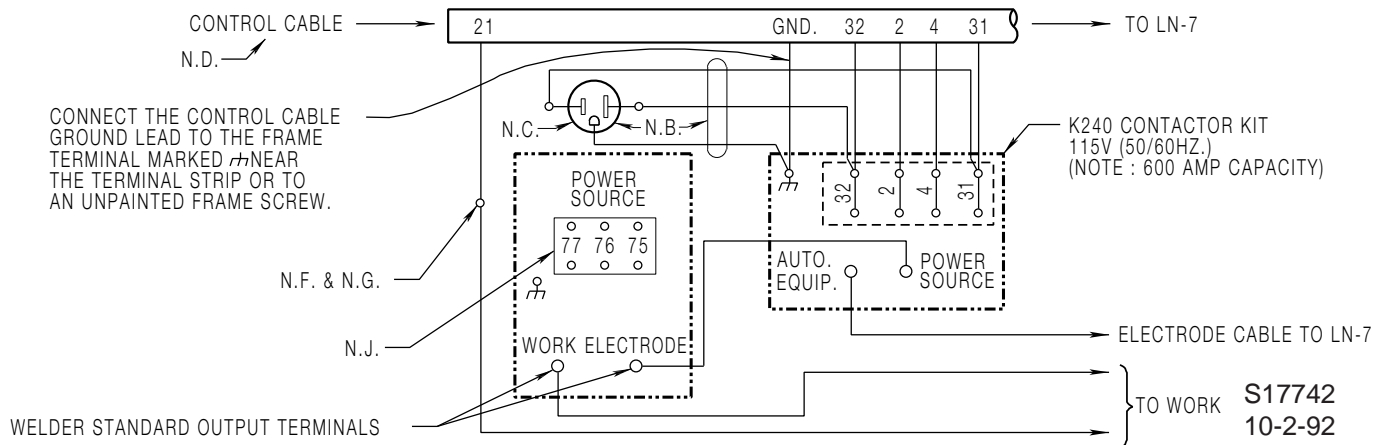 CONTROL CABLE
21
GND.
32
2
4
31
TO LN-7
N.D.
CONNECT THE CONTROL CABLE
GROUND LEAD TO THE FRAME
TERMINAL MARKED NEAR
THE TERMINAL STRIP OR TO
AN UNPAINTED FRAME SCREW.
N.C.
N.B.
K240 CONTACTOR KIT
115V (50/60HZ.)
(NOTE : 600 AMP CAPACITY)
POWER
SOURCE
32
2
4
31
77 76 75
N.F. & N.G.
AUTO.
EQUIP.
POWER
SOURCE
N.J.
WORK
ELECTRODE
ELECTRODE CABLE TO LN-7
WELDER STANDARD OUTPUT TERMINALS
TO WORK
S17742
10-2-92